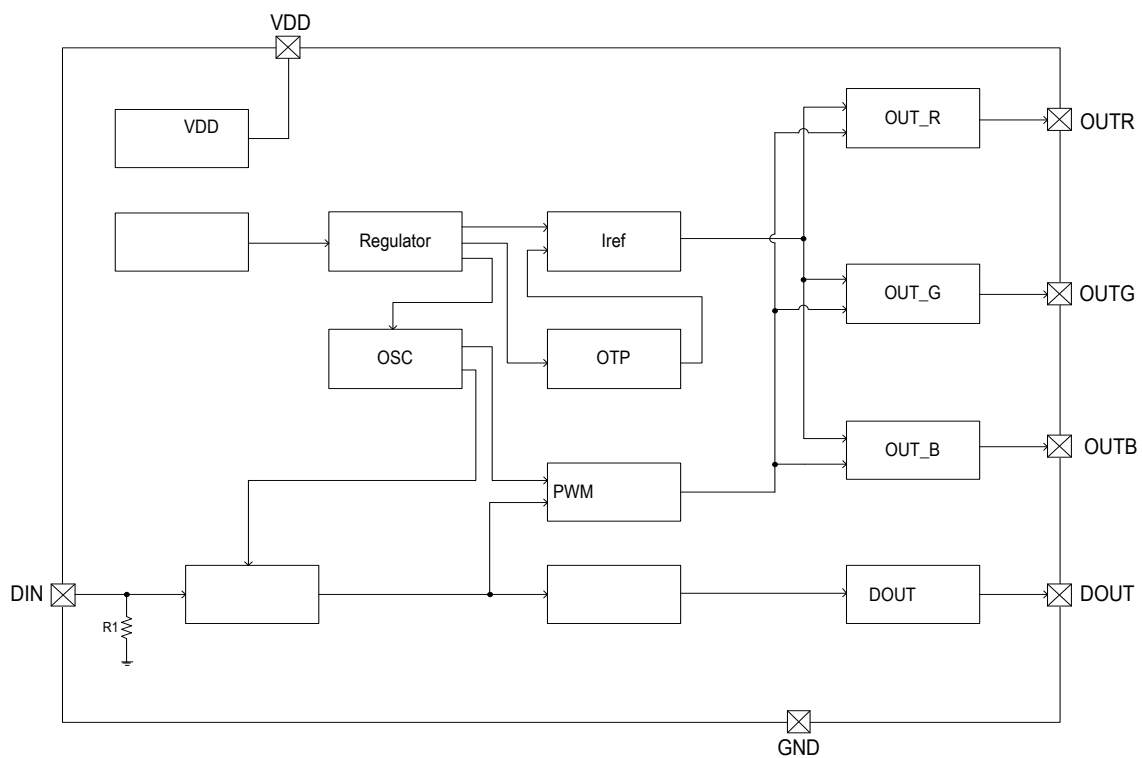 VDD
VDD
OUT_R
OUTR
Regulator
Iref
OUT_G
OUTG
OSC
OTP
OUT_B
OUTB
PWM
DIN
R1
DOUT
DOUT
GND